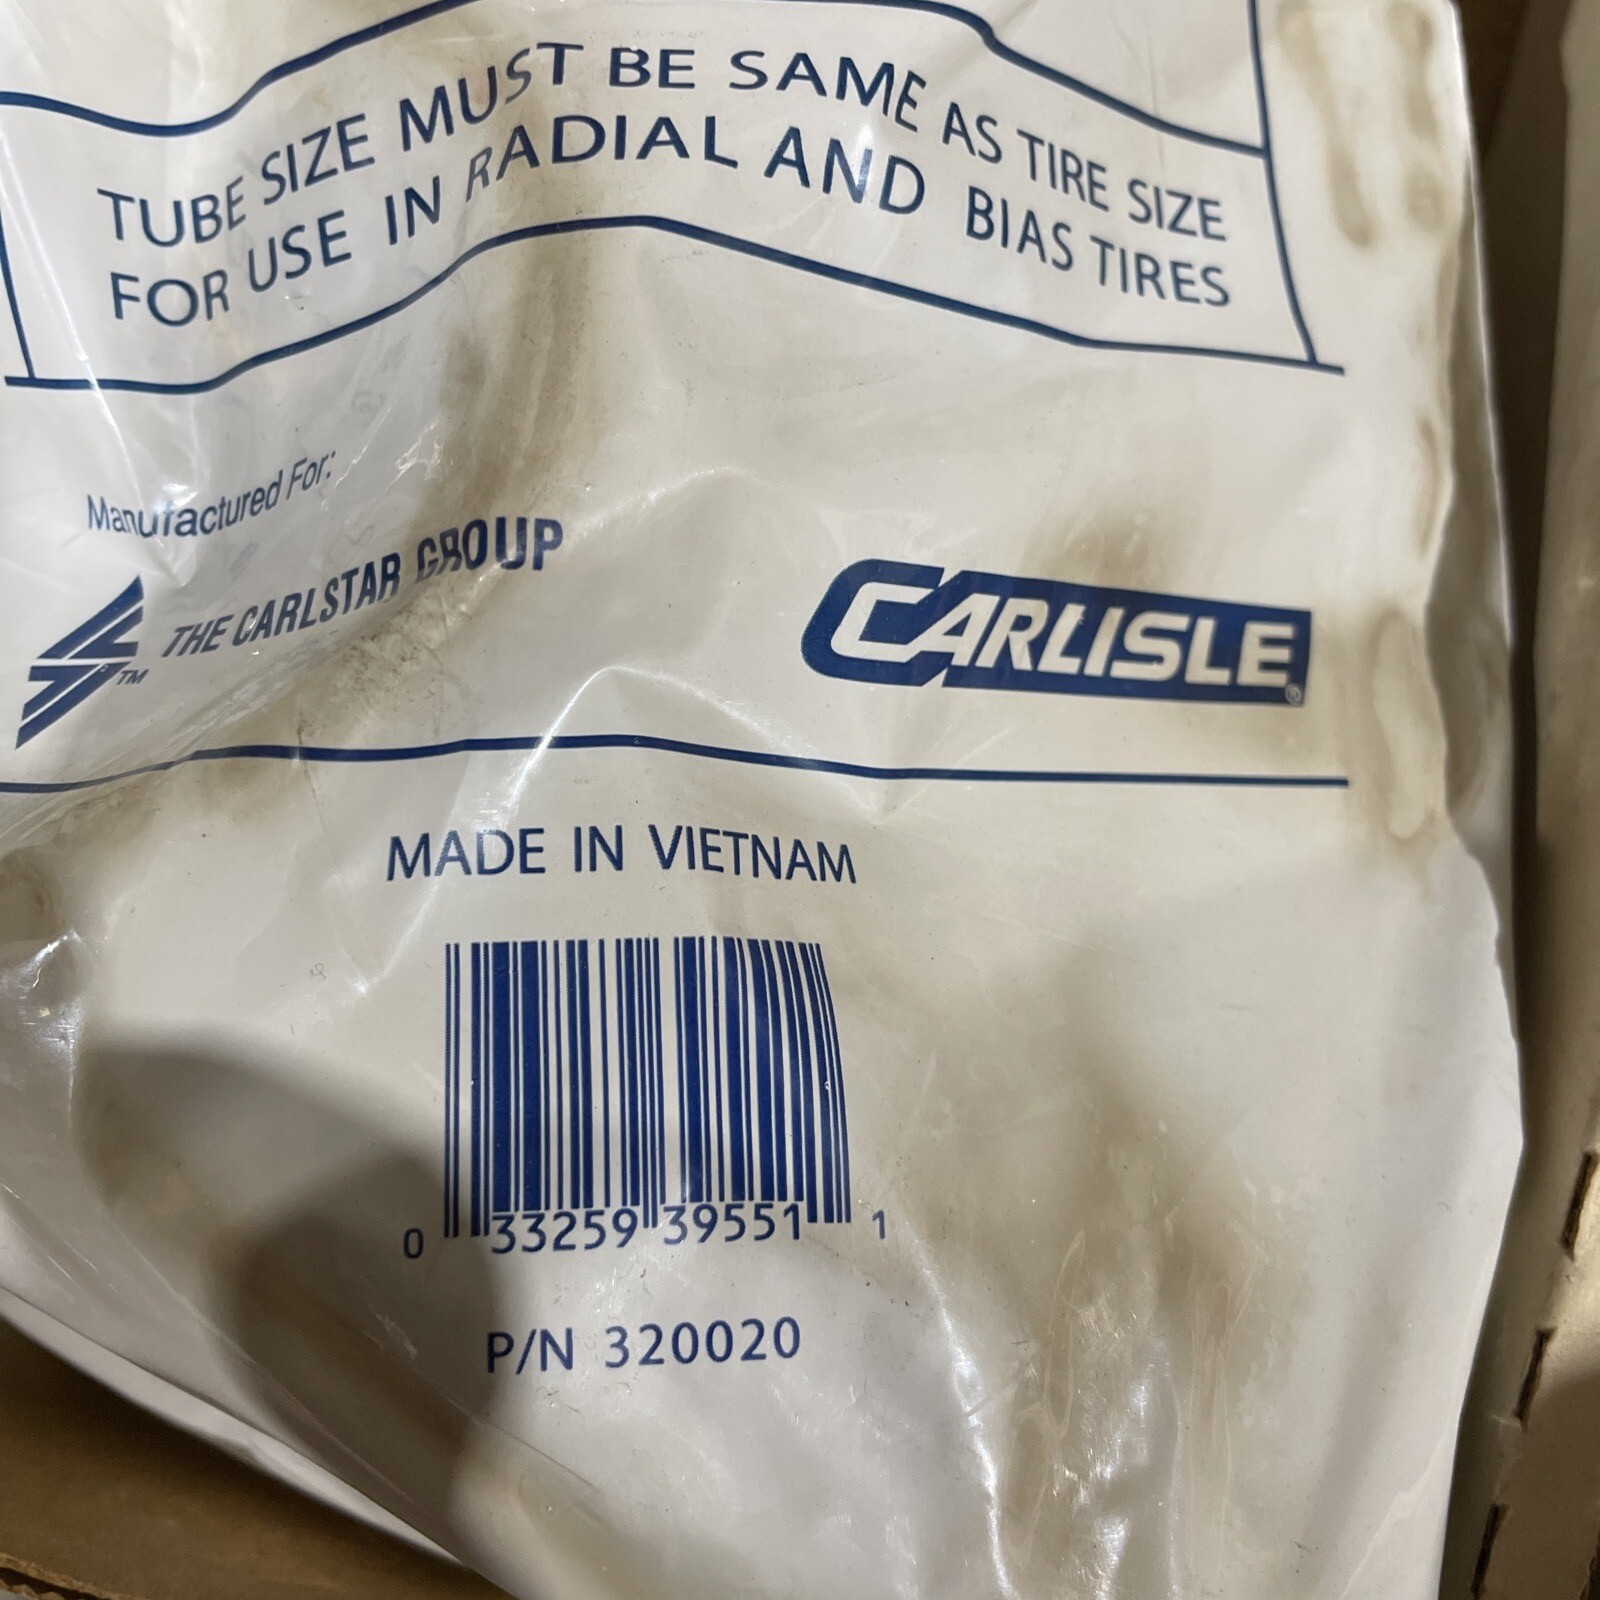 TUBE SIZE MUST BE SAME AS TIRE SIZE
FOR USE IN RADIAL AND BIAS TIRES
Manufactured For:
THE CARLSTAR GROUP
TM
CARLISLE®
MADE IN VIETNAM
0 33259 39551 1
P/N 320020